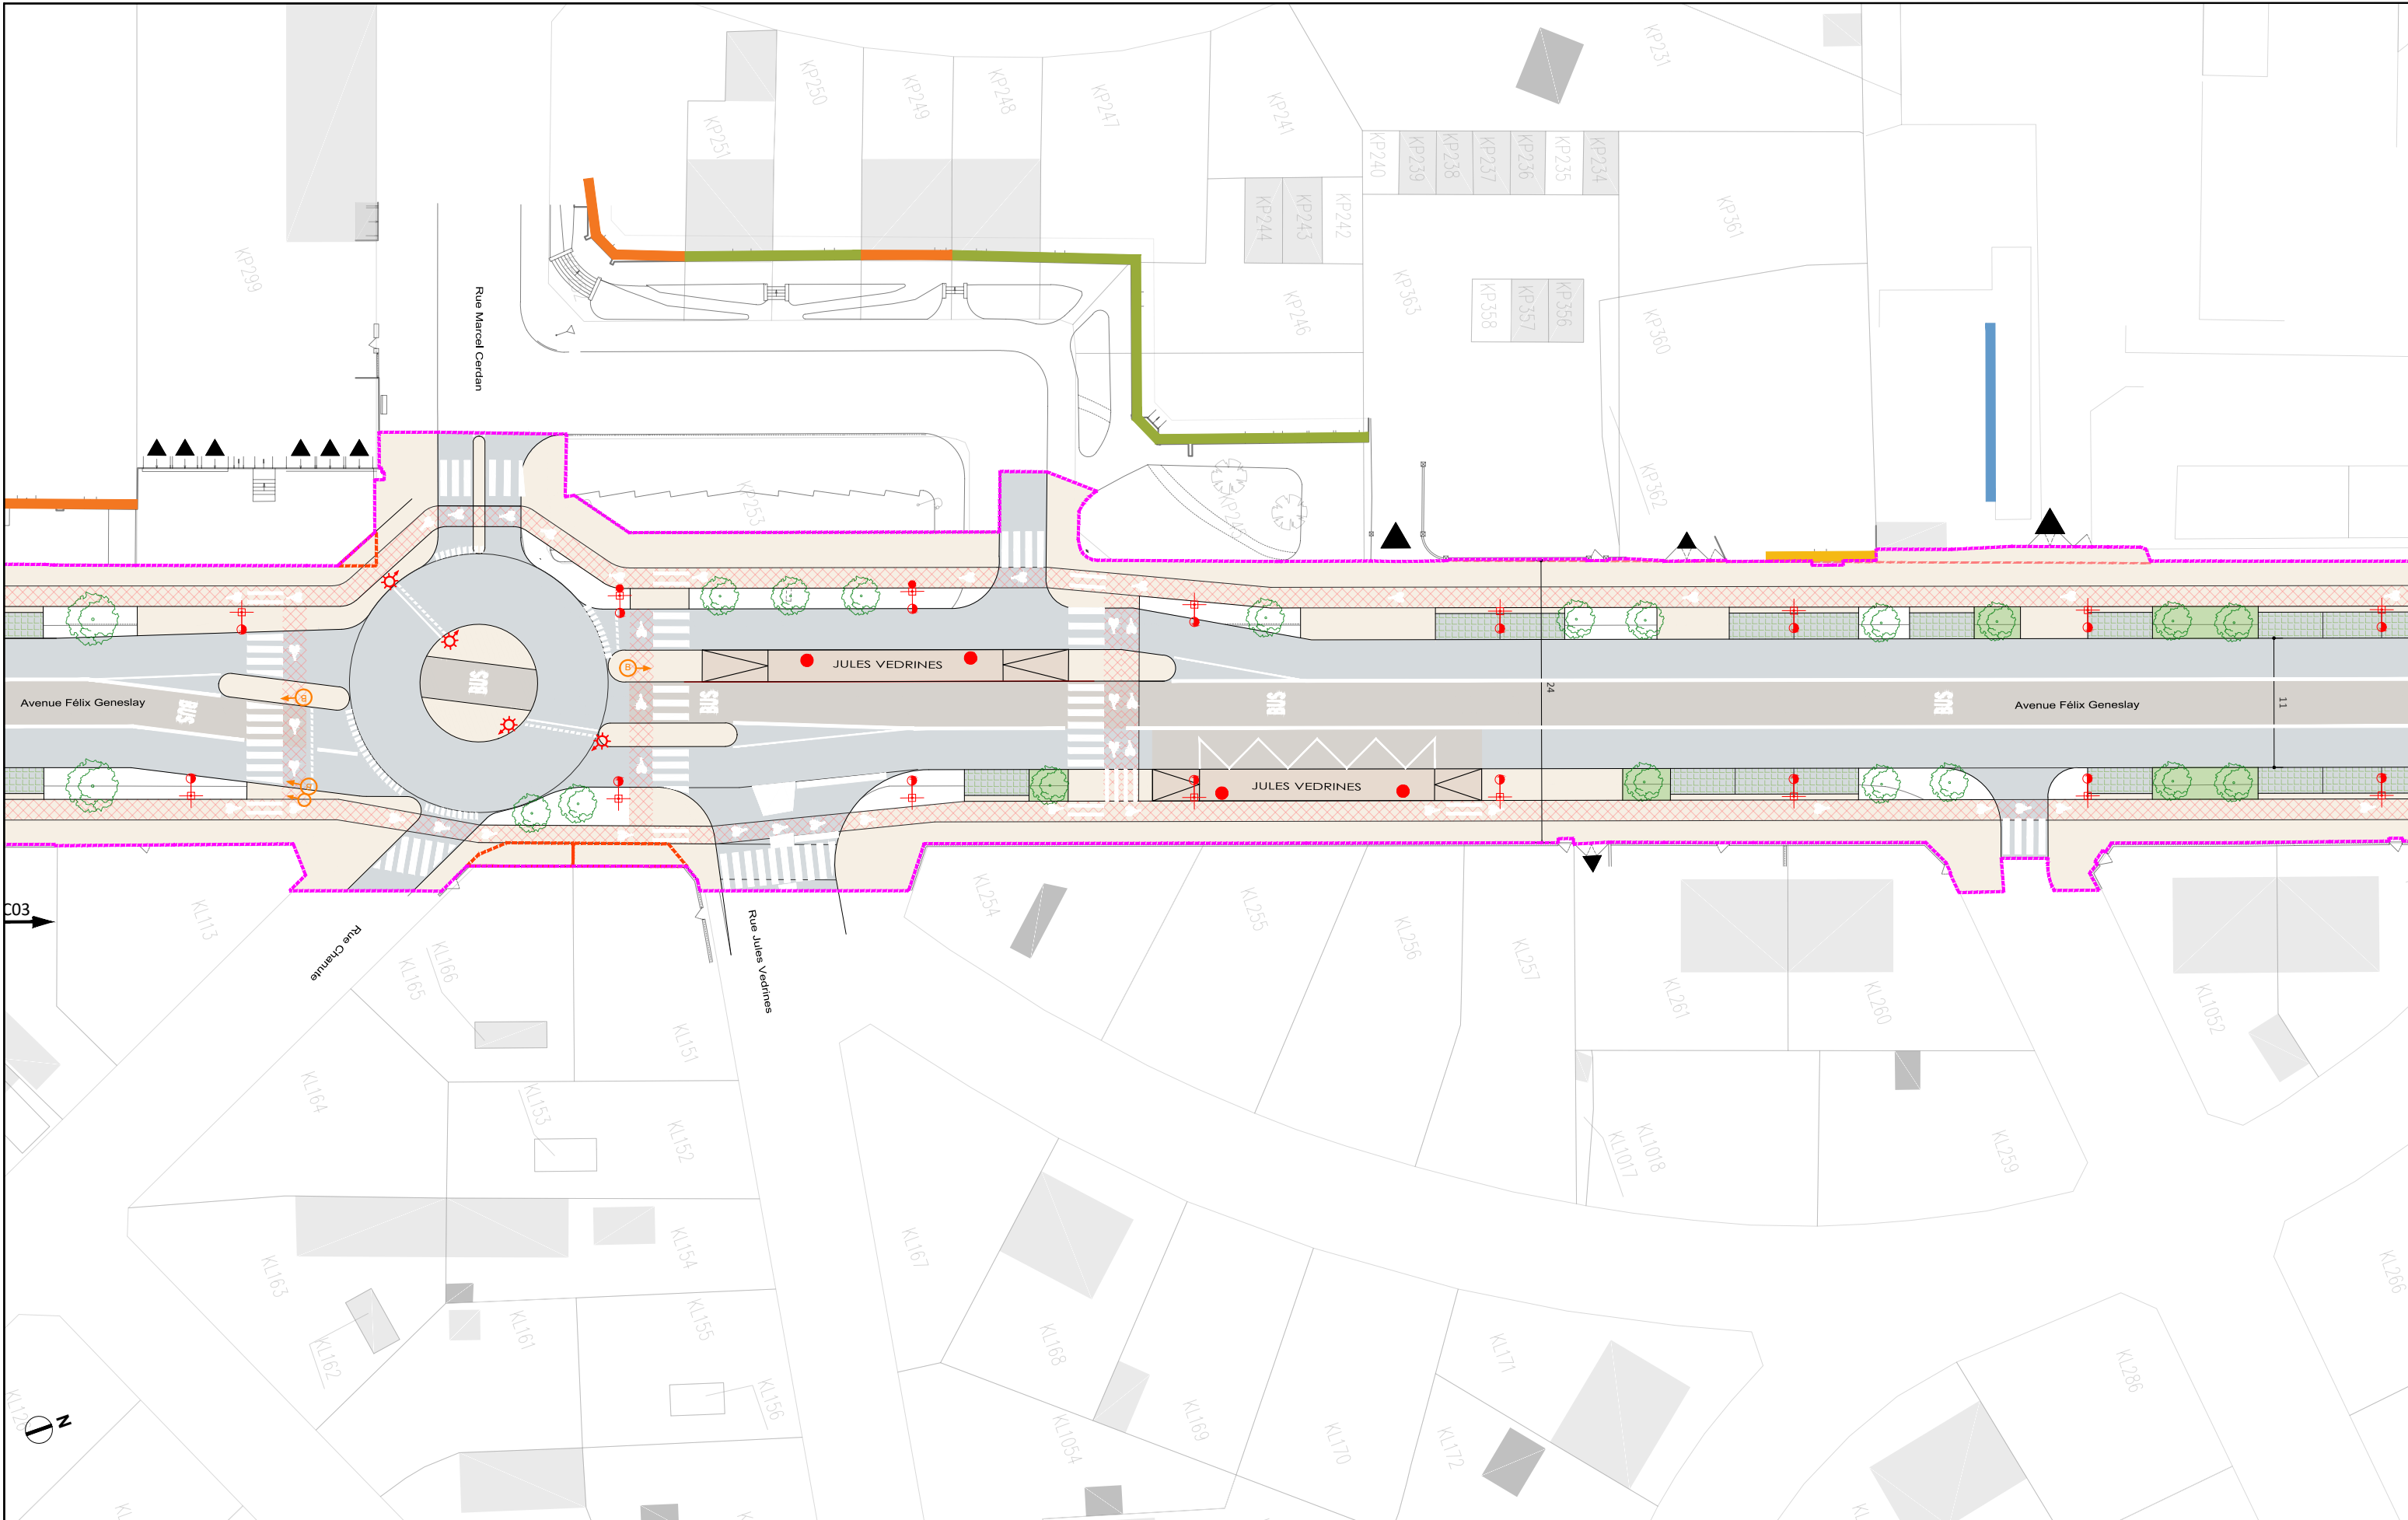 KP231
KP250
KP249
KP248
KP247
KP241
KP251
KP240
KP239
KP238
KP237
KP236
KP235
KP234
KP244
KP243
KP242
KP361
KP299
KP246
KP363
KP358
KP357
KP356
KP360
Rue Marcel Cerdan
KP253
KP362
JULES VEDRINES
B
BUS
24
Avenue Félix Geneslay
BUS
B
BUS
BUS
BUS
Avenue Félix Geneslay
11
B
JULES VEDRINES
C03
KL113
Rue Chanute
KL166
KL165
Rue Jules Vedrines
KL254
KL255
KL256
KL257
KL261
KL260
KL1052
KL151
KL164
KL153
KL152
KL1017
KL1018
KL259
KL163
KL154
KL167
KL266
KL162
KL161
KL155
KL168
KL171
KL286
KL156
KL1054
KL169
KL170
KL172
N
KL
KL